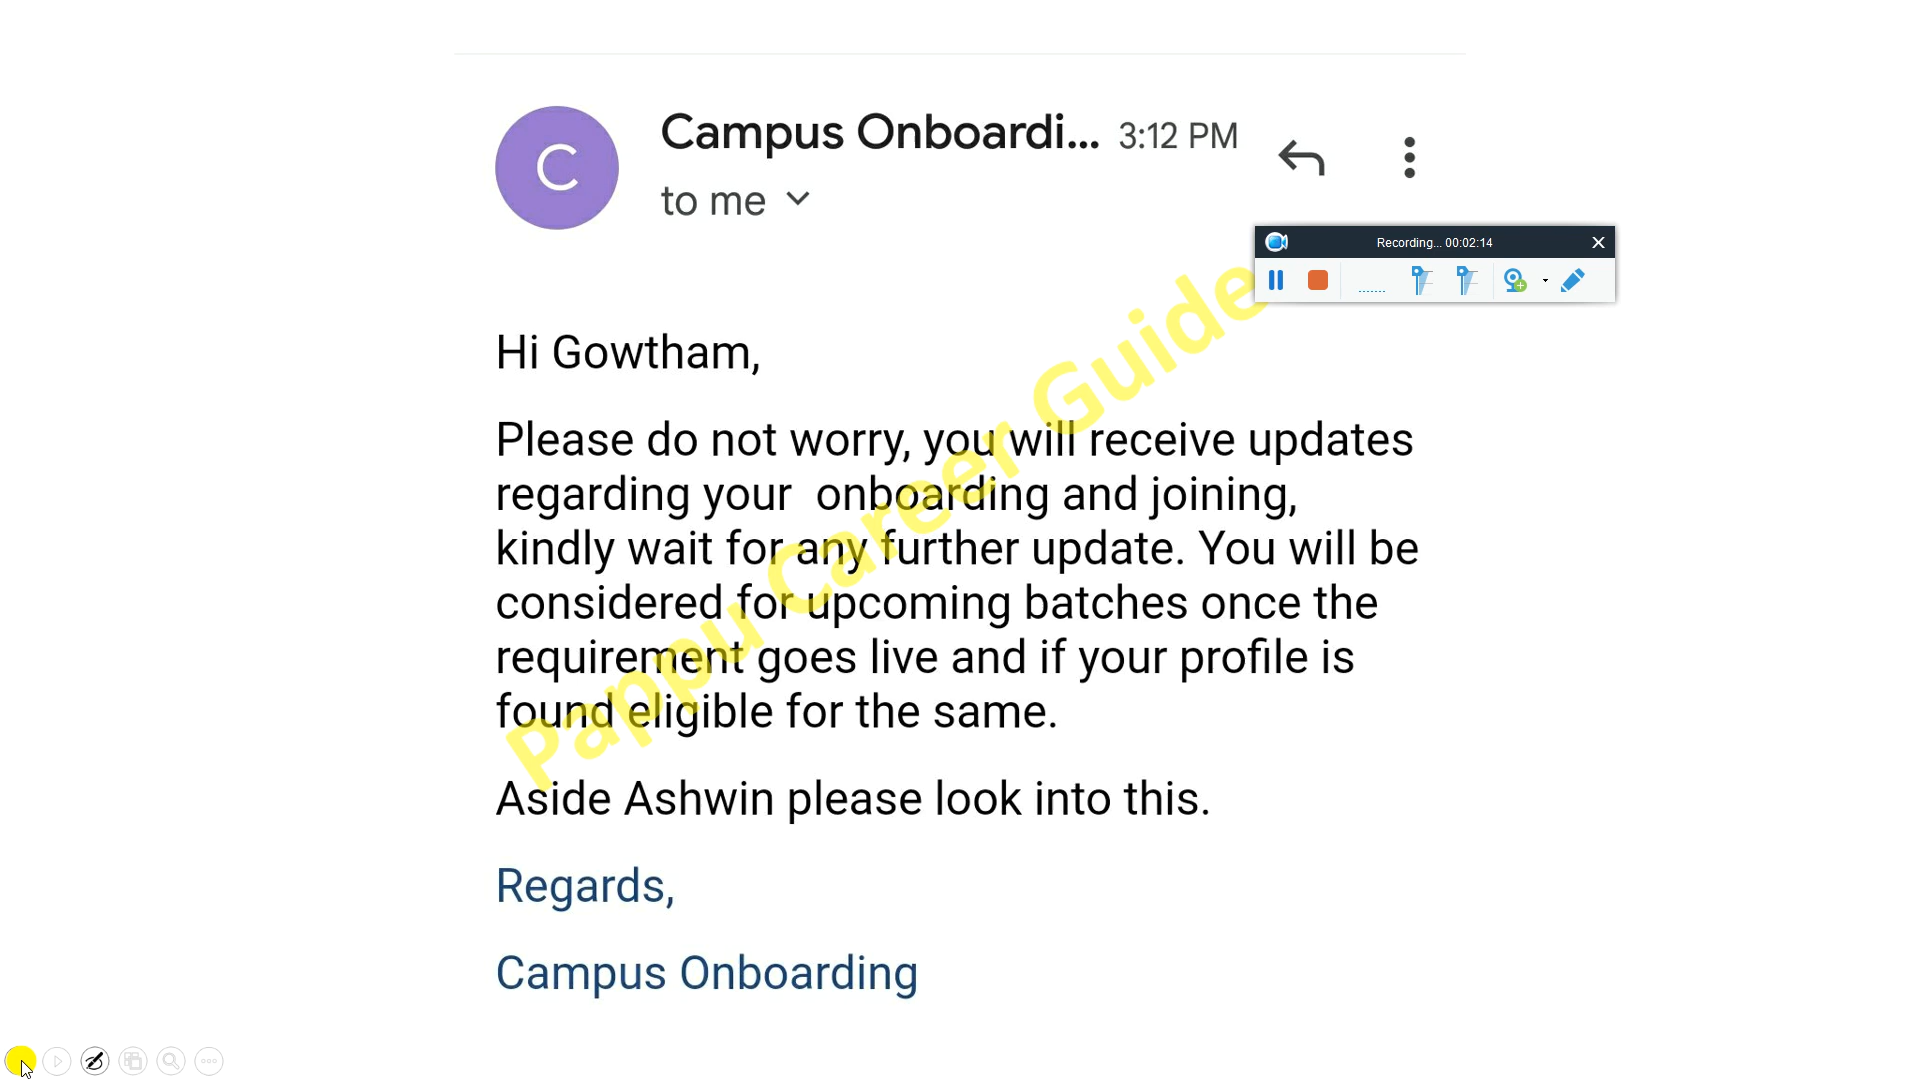 C
Campus Onboardi... 3:12 PM
to me
Recording... 00:02:14
Hi Gowtham,
Please do not worry, you will receive updates
regarding your  onboarding and joining,
kindly wait for any further update. You will be
considered for upcoming batches once the
requirement goes live and if your profile is
found eligible for the same.
Aside Ashwin please look into this.
Regards,
Campus Onboarding
Pappu Career Guide